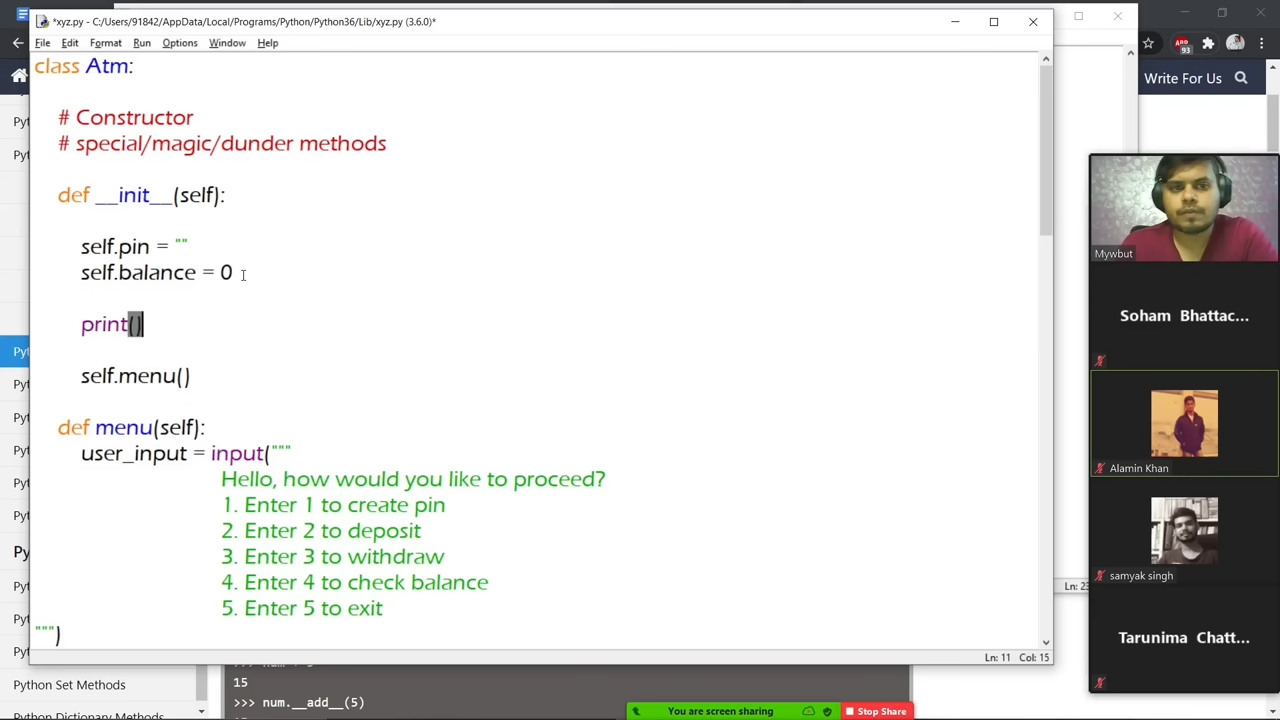 *xyz.py - C:/Users/91842/AppData/Local/Programs/Python/Python36/Lib/xyz.py (3.6.0)*
File Edit Format Run Options Window Help
class Atm:
# Constructor
# special/magic/dunder methods
def __init__(self):
self.pin = ""
self.balance = 0
print()
self.menu()
def menu(self):
user_input = input("""
Hello, how would you like to proceed?
1. Enter 1 to create pin
2. Enter 2 to deposit
3. Enter 3 to withdraw
4. Enter 4 to check balance
5. Enter 5 to exit
""")
Ln: 11 Col: 15
Write For Us
93
Mywbut
Soham Bhattac...
Alamin Khan
samyak singh
Tarunima Chatt...
Ln: 23
15
>>> num.__add__(5)
Python Set Methods
Python Dictionary Methods
You are screen sharing
Stop Share